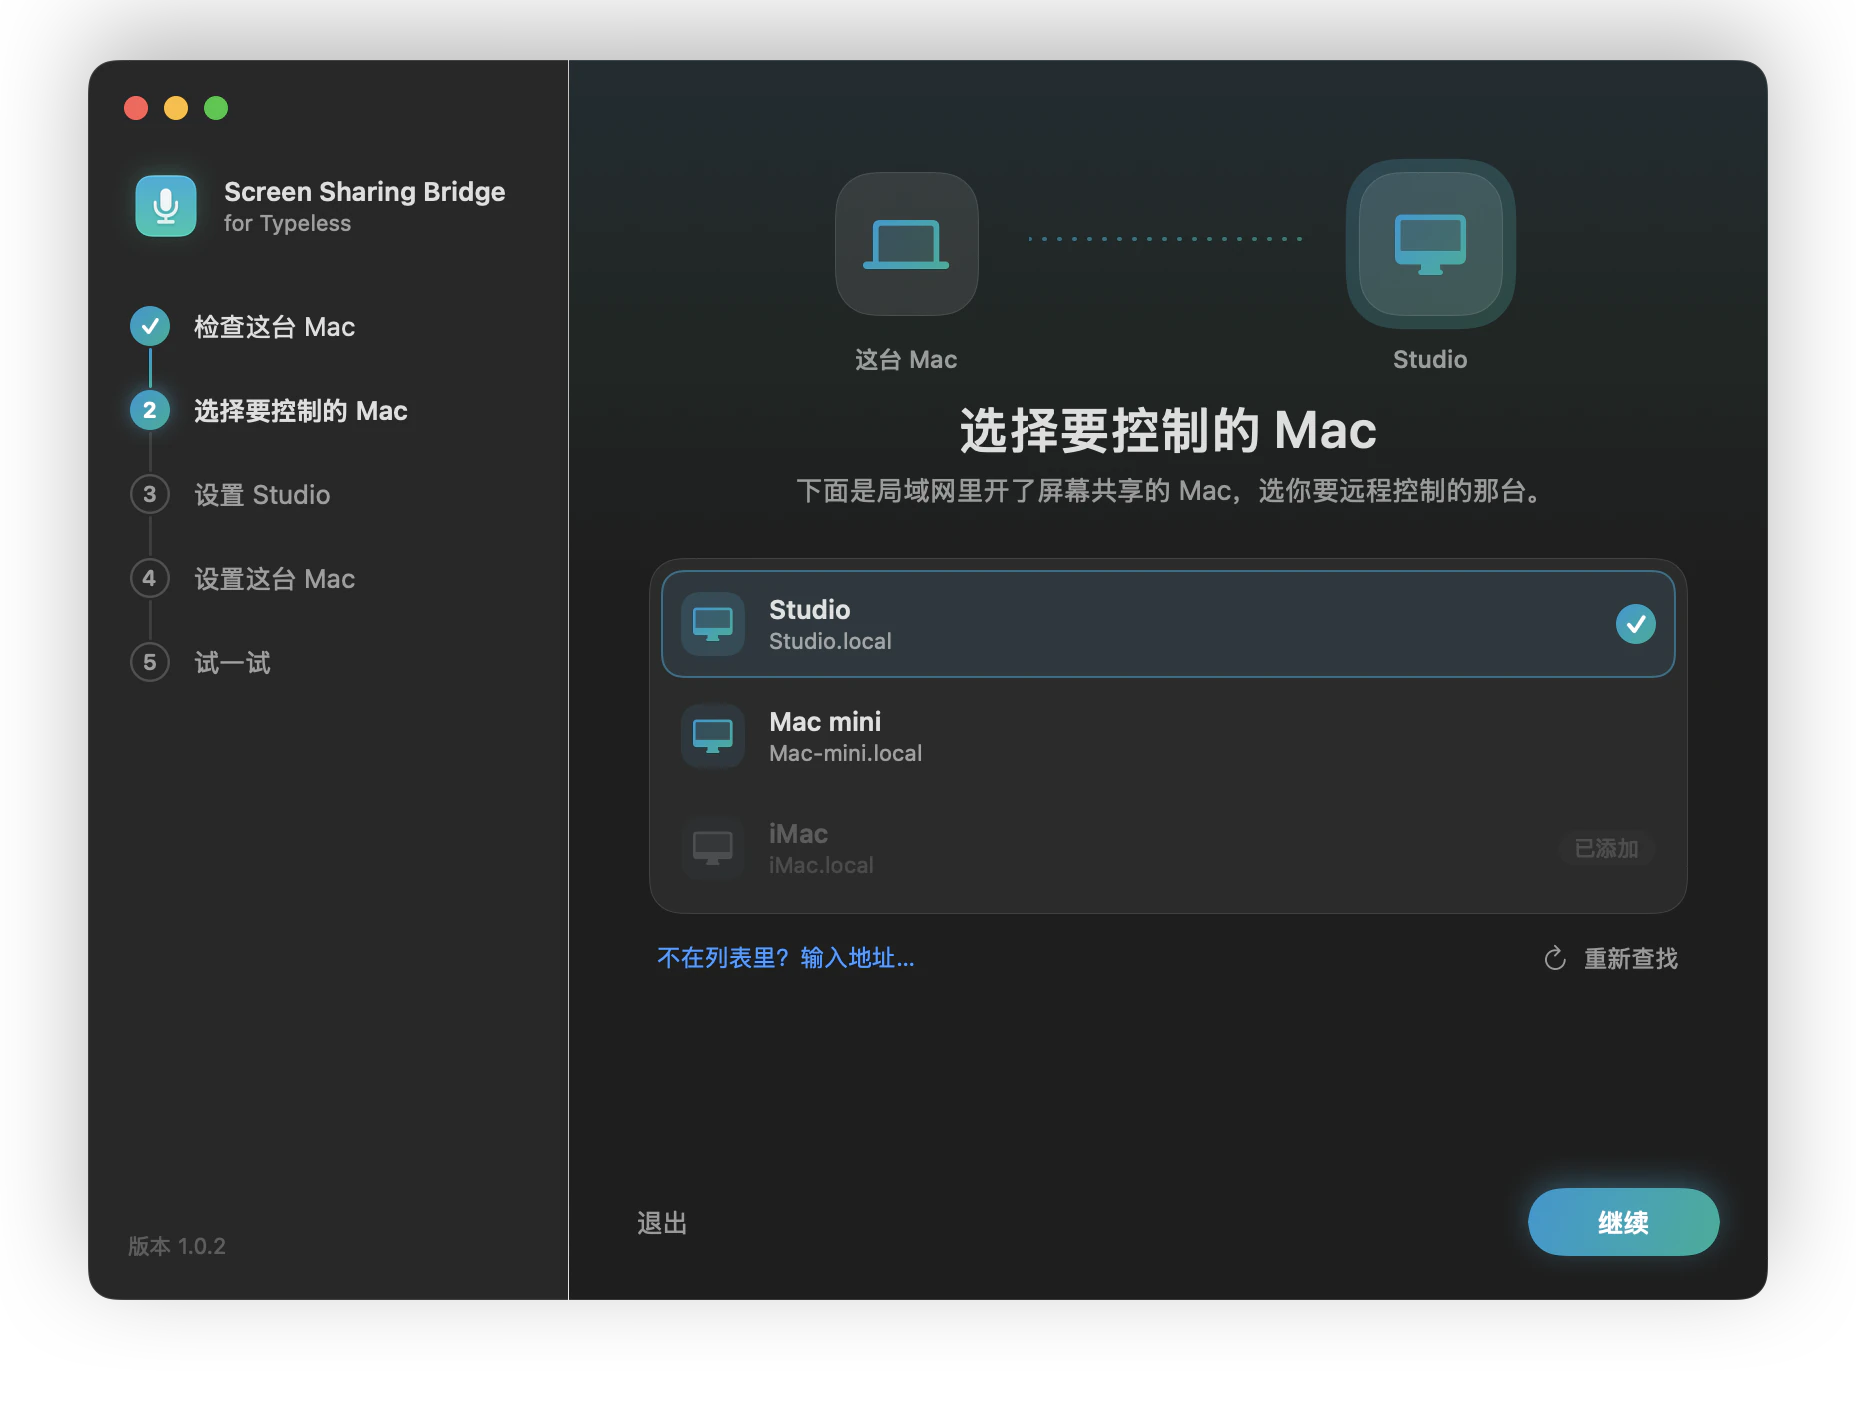 Screen Sharing Bridge
for Typeless
检查这台 Mac
2 选择要控制的 Mac
3 设置 Studio
4 设置这台 Mac
5 试一试
版本 1.0.2
这台 Mac
Studio
选择要控制的 Mac
下面是局域网里开了屏幕共享的 Mac，选你要远程控制的那台。
Studio
Studio.local
Mac mini
Mac-mini.local
iMac
iMac.local
已添加
不在列表里？输入地址...
重新查找
退出
继续